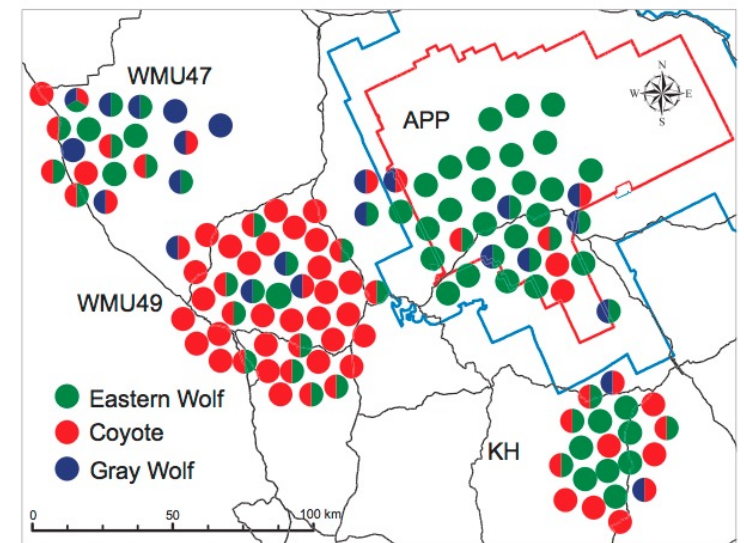 WMU47
APP
N
W E
S
WMU49
Eastern Wolf
Coyote
Gray Wolf
KH
0 50 100 km